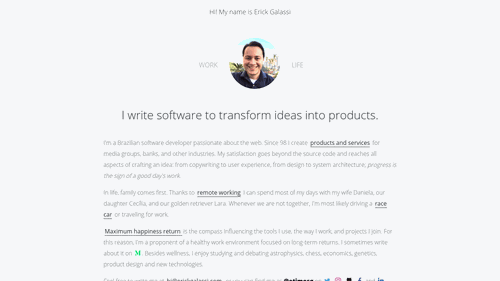 Hi! My name is Erick Galassi
WORK
LIFE
I write software to transform ideas into products.
I'm a Brazilian software developer passionate about the web. Since 98 I create products and services for
media groups, banks, and other industries. My satisfaction goes beyond the source code and reaches all
aspects of crafting an idea: from copywriting to user experience, from design to system architecture, progress is
the sign of a good day's work.
In life, family comes first. Thanks to remote working I can spend most of my days with my wife Daniela, our
daughter Cecília, and our golden retriever Lara. Whenever we are not together, I'm most likely driving a race
car or traveling for work.
Maximum happiness return is the compass influencing the tools I use, the way I work, and projects I join. For
this reason, I'm a proponent of a healthy work environment focused on long-term returns. I sometimes write
about it on M. Besides wellness, I enjoy studying and debating astrophysics, chess, economics, genetics,
product design and new technologies.